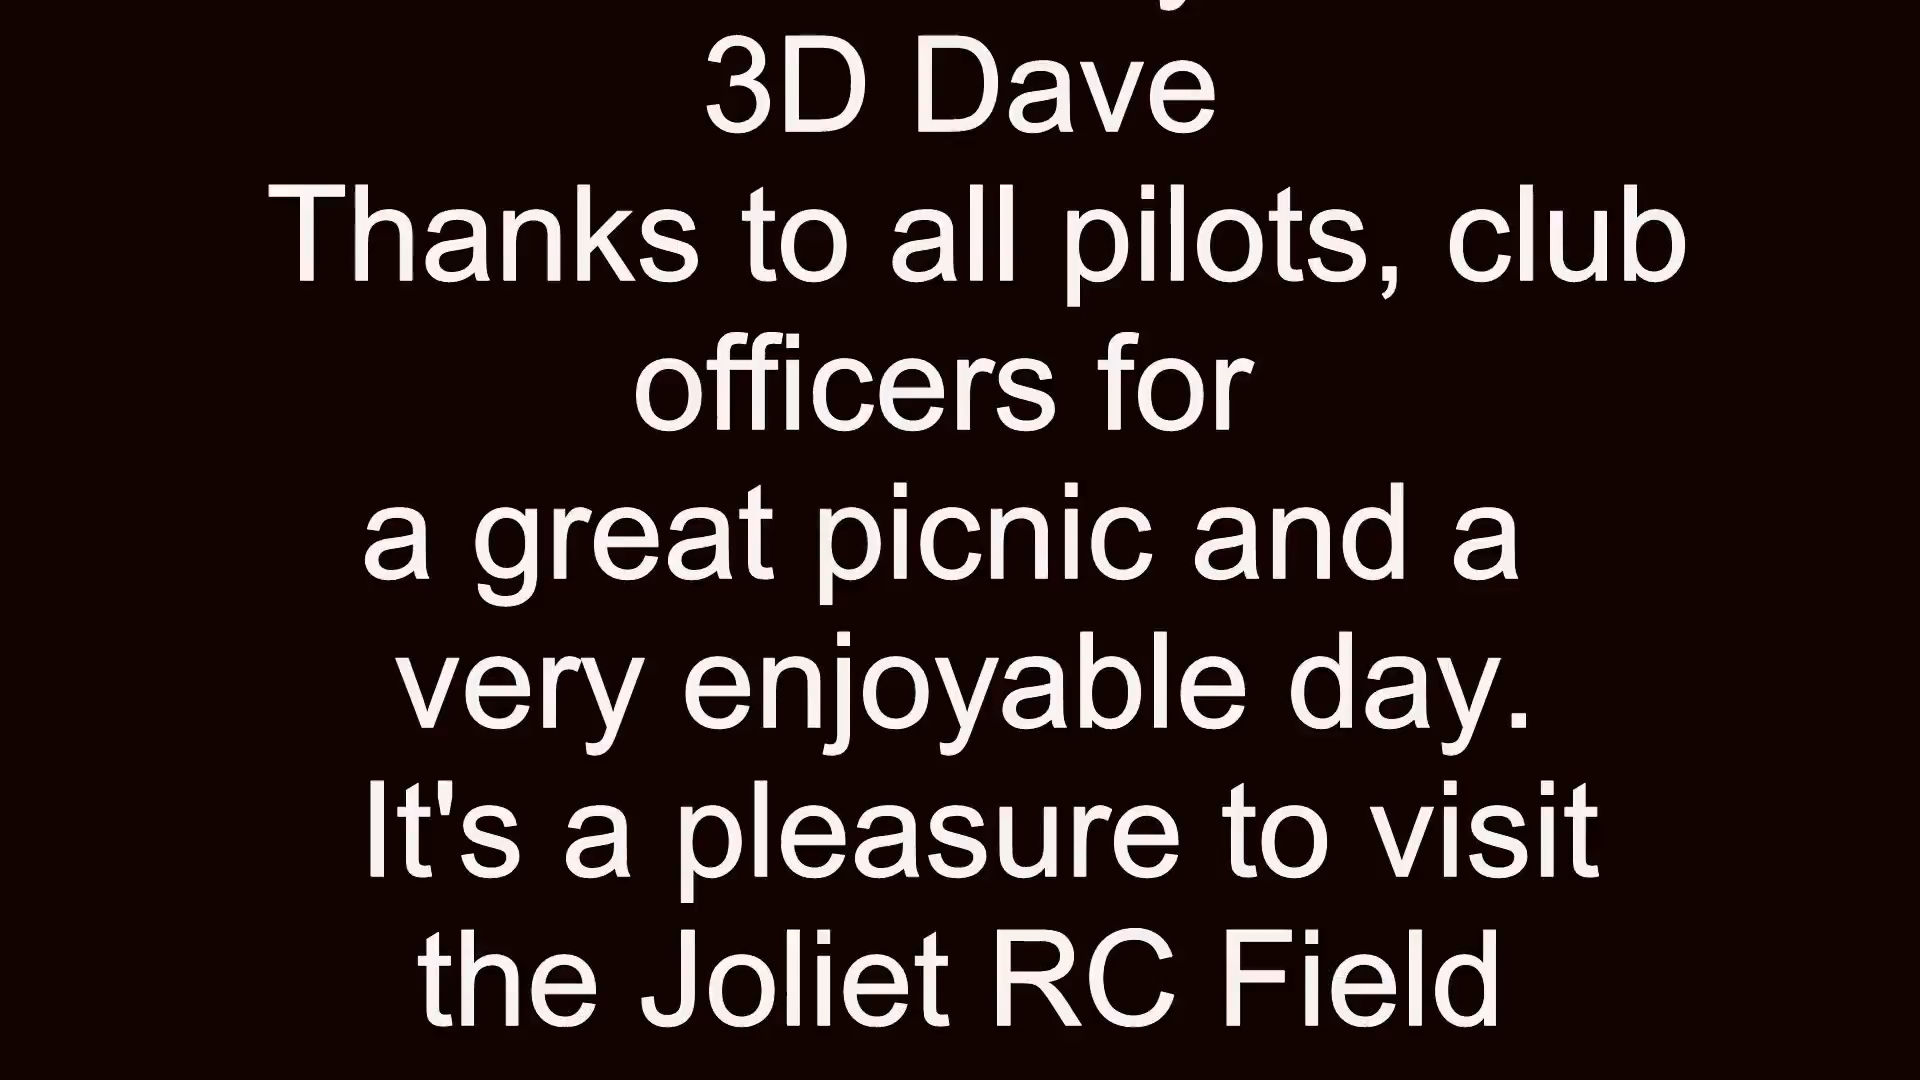 3D Dave
Thanks to all pilots, club
officers for
a great picnic and a
very enjoyable day.
It's a pleasure to visit
the Joliet RC Field